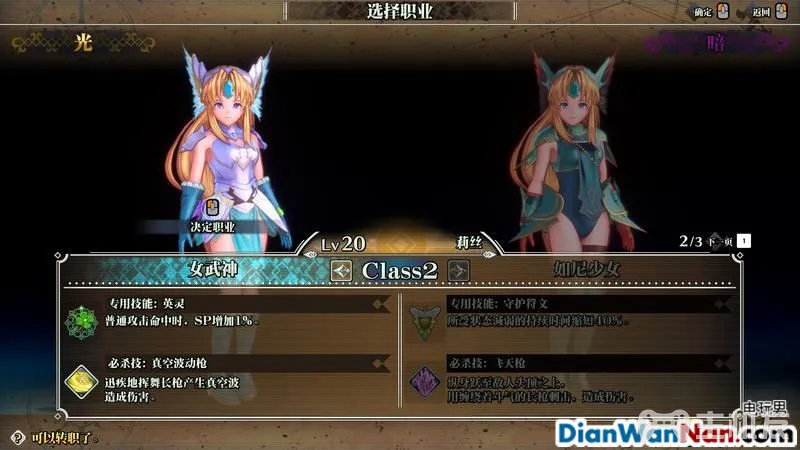 选择职业
确定
返回
光
暗
决定职业
Lv20
莉丝
2/3 下一页 1
女武神
Class2
如尼少女
专用技能：英灵
普通攻击命中时，SP增加1%。
专用技能：守护符文
所受状态减弱的持续时间缩短40%。
必杀技：真空波动枪
迅疾地挥舞长枪产生真空波
造成伤害。
必杀技：飞天枪
纵身跃至敌人头顶之上，
用缠绕着斗气的长枪刺击，造成伤害。
可以转职了。
电玩男
DianWanNan.com